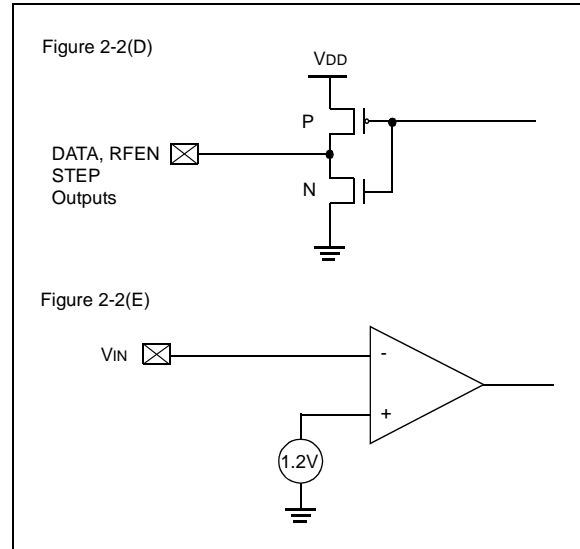 Figure 2-2(D)
VDD
P
DATA, RFEN
STEP
Outputs
N
Figure 2-2(E)
VIN
-
+
1.2V